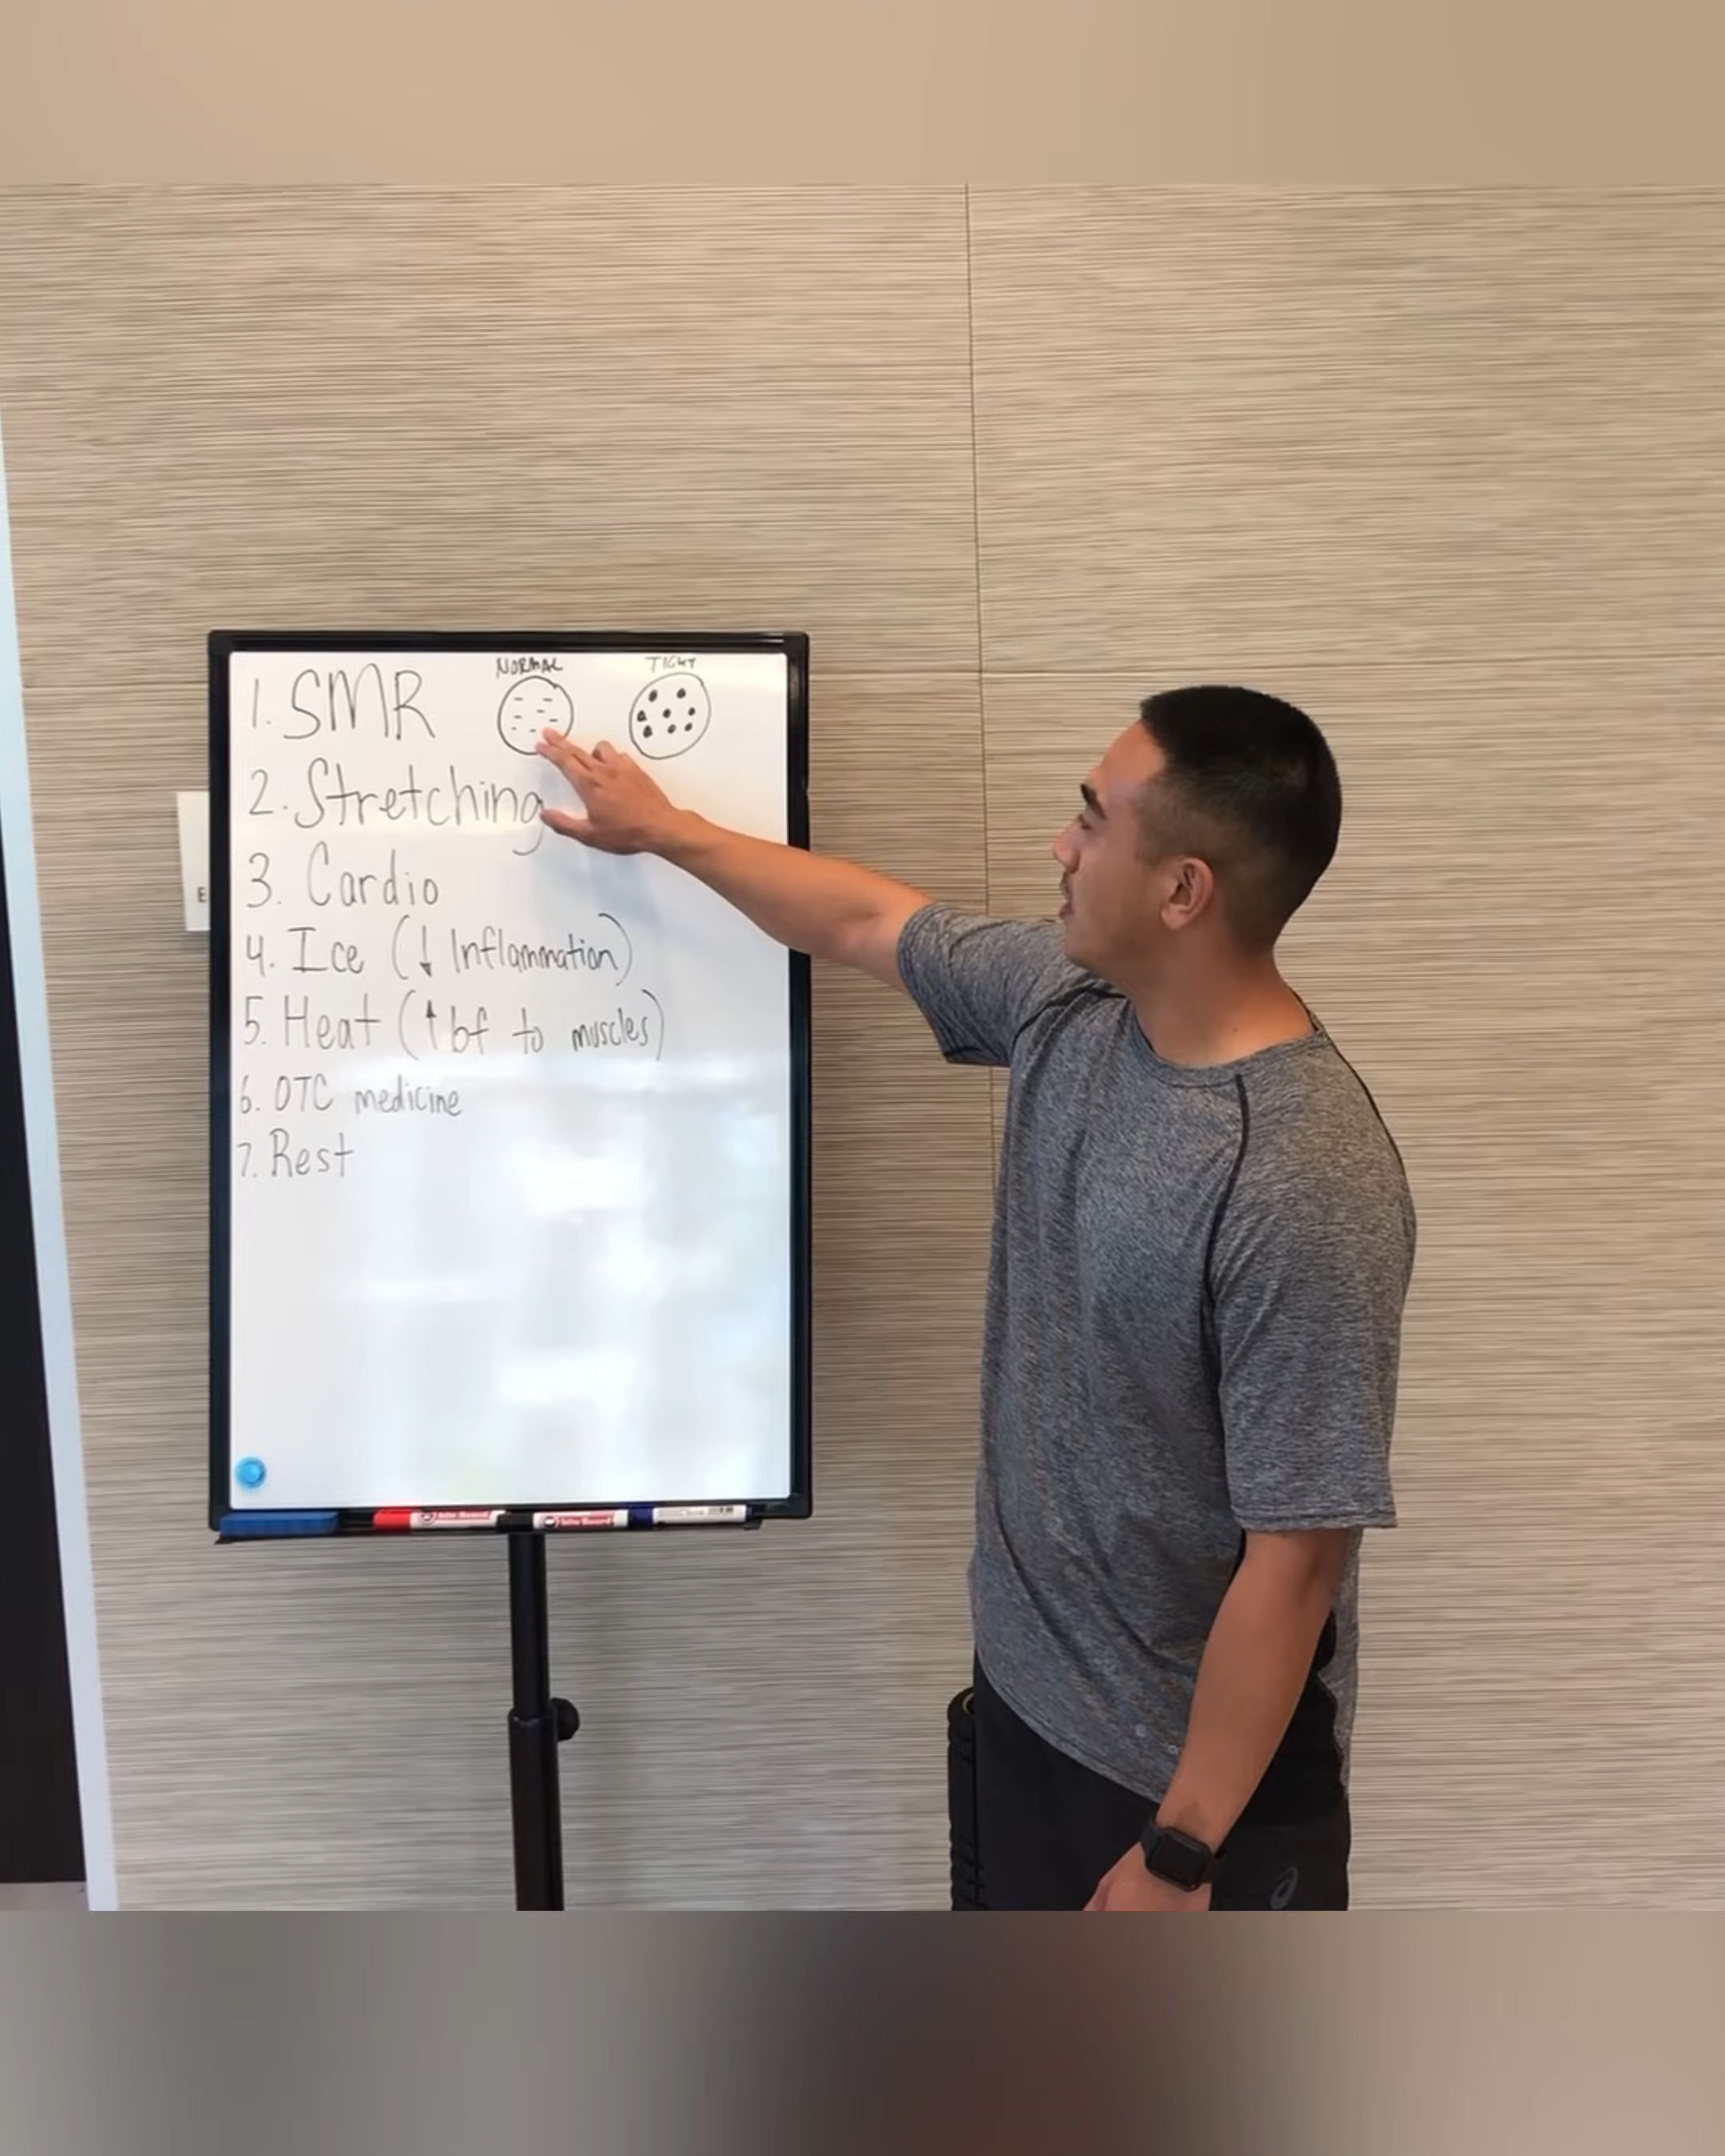 NORMAL TIGHT
1. SMR
2. Stretching
3. Cardio
4. Ice (↓ Inflammation)
5. Heat (↑ bf to muscles)
6. OTC medicine
7. Rest
E